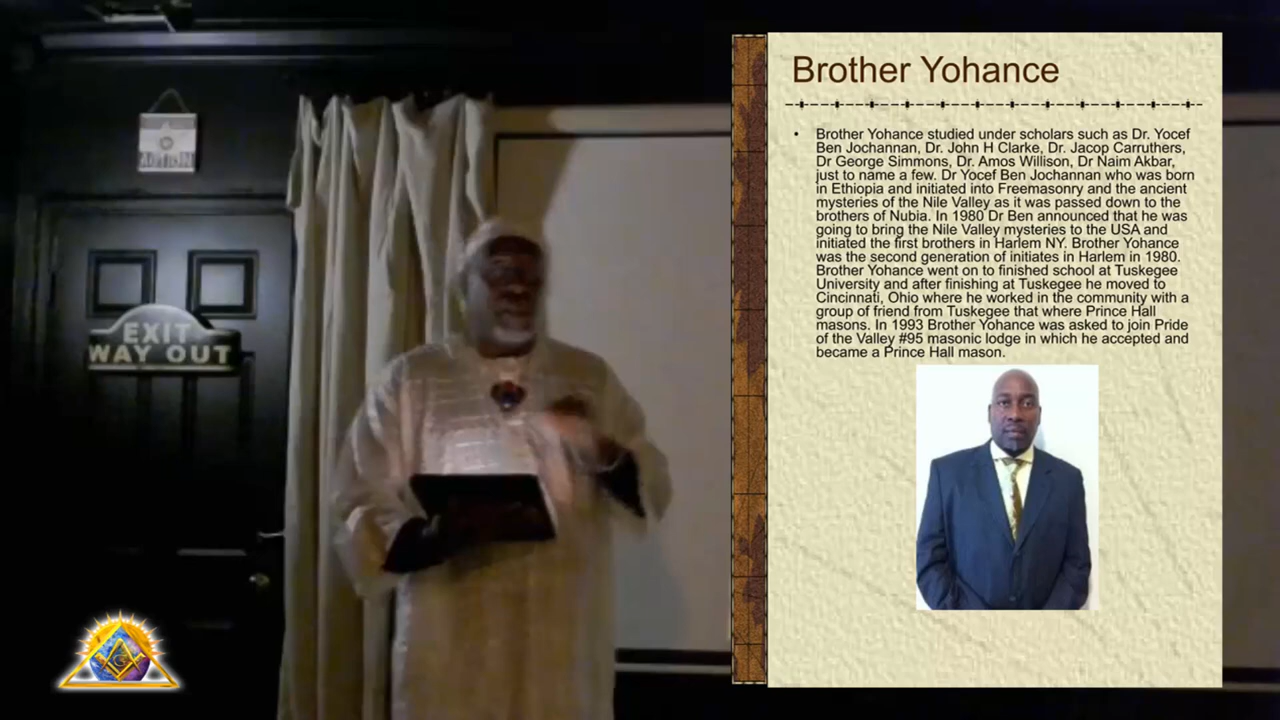 EXIT
WAY OUT
Brother Yohance
• Brother Yohance studied under scholars such as Dr. Yocef
Ben Jochannan, Dr. John H Clarke, Dr. Jacop Carruthers,
Dr George Simmons, Dr. Amos Willison, Dr Naim Akbar,
just to name a few. Dr Yocef Ben Jochannan who was born
in Ethiopia and initiated into Freemasonry and the ancient
mysteries of the Nile Valley as it was passed down to the
brothers of Nubia. In 1980 Dr Ben announced that he was
going to bring the Nile Valley mysteries to the USA and
initiated the first brothers in Harlem NY. Brother Yohance
was the second generation of initiates in Harlem in 1980.
Brother Yohance went on to finished school at Tuskegee
University and after finishing at Tuskegee he moved to
Cincinnati, Ohio where he worked in the community with a
group of friend from Tuskegee that where Prince Hall
masons. In 1993 Brother Yohance was asked to join Pride
of the Valley #95 masonic lodge in which he accepted and
became a Prince Hall mason.
G